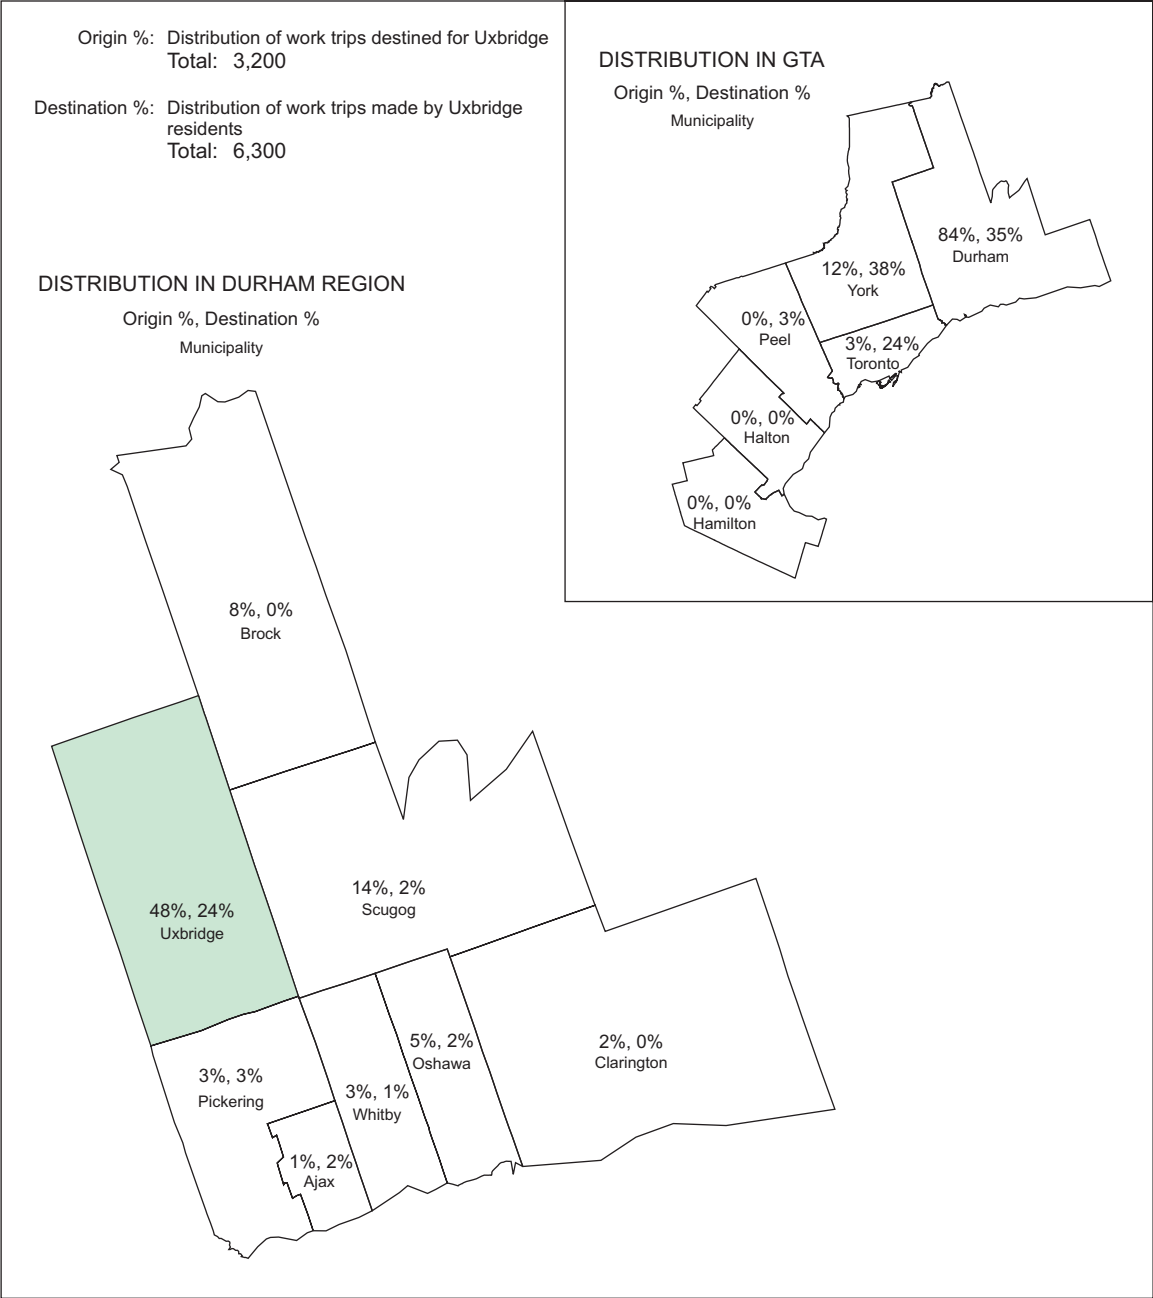 Origin %: Distribution of work trips destined for Uxbridge
Total: 3,200
Destination %: Distribution of work trips made by Uxbridge
residents
Total: 6,300
DISTRIBUTION IN GTA
Origin %, Destination %
Municipality
84%, 35%
Durham
12%, 38%
York
0%, 3%
Peel
3%, 24%
Toronto
0%, 0%
Halton
0%, 0%
Hamilton
DISTRIBUTION IN DURHAM REGION
Origin %, Destination %
Municipality
8%, 0%
Brock
48%, 24%
Uxbridge
14%, 2%
Scugog
3%, 3%
Pickering
1%, 2%
Ajax
3%, 1%
Whitby
5%, 2%
Oshawa
2%, 0%
Clarington